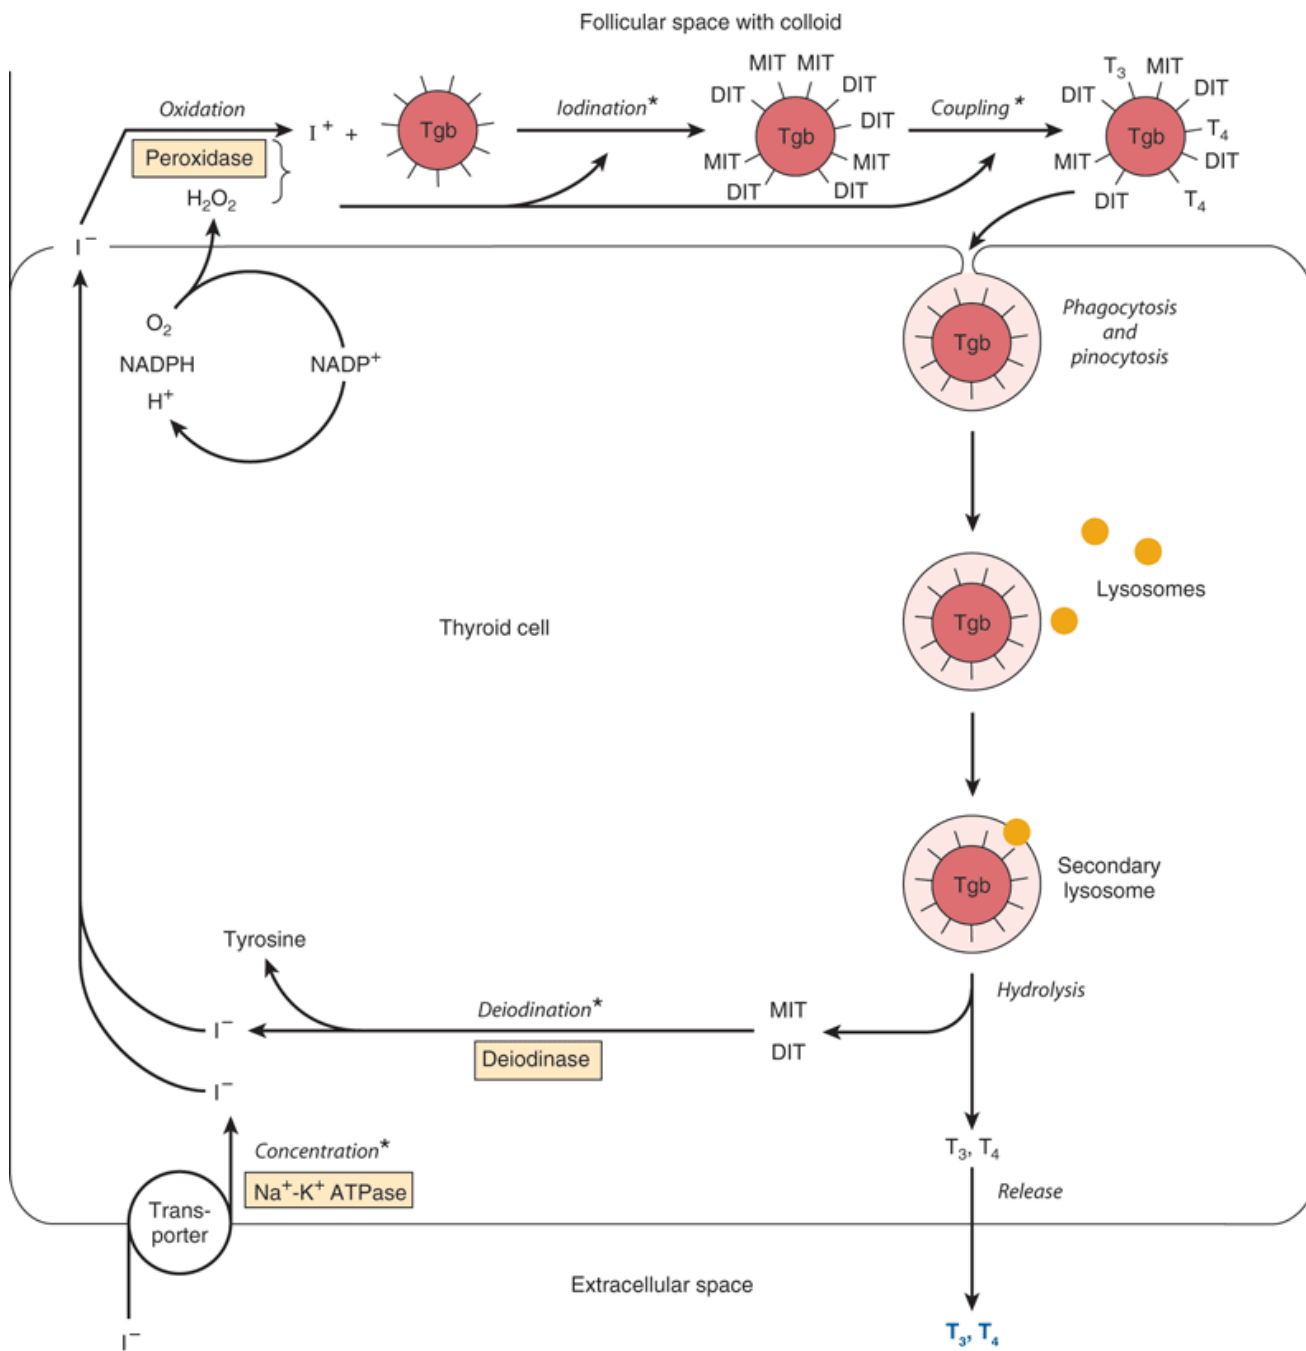 Follicular space with colloid
Oxidation
Peroxidase
H₂O₂
I⁺ +
Tgb
Iodination*
MIT MIT
DIT
DIT
DIT
MIT
MIT
DIT
DIT
Tgb
Coupling*
T₃
MIT
DIT
DIT
T₄
MIT
DIT
DIT
T₄
Tgb
I⁻
O₂
NADPH
H⁺
NADP⁺
Tgb
Phagocytosis
and
pinocytosis
Thyroid cell
Tgb
Lysosomes
Tgb
Secondary
lysosome
Tyrosine
Hydrolysis
Deiodination*
Deiodinase
MIT
DIT
I⁻
I⁻
Concentration*
Na⁺-K⁺ ATPase
Trans-
porter
T₃, T₄
Release
Extracellular space
I⁻
T₃, T₄